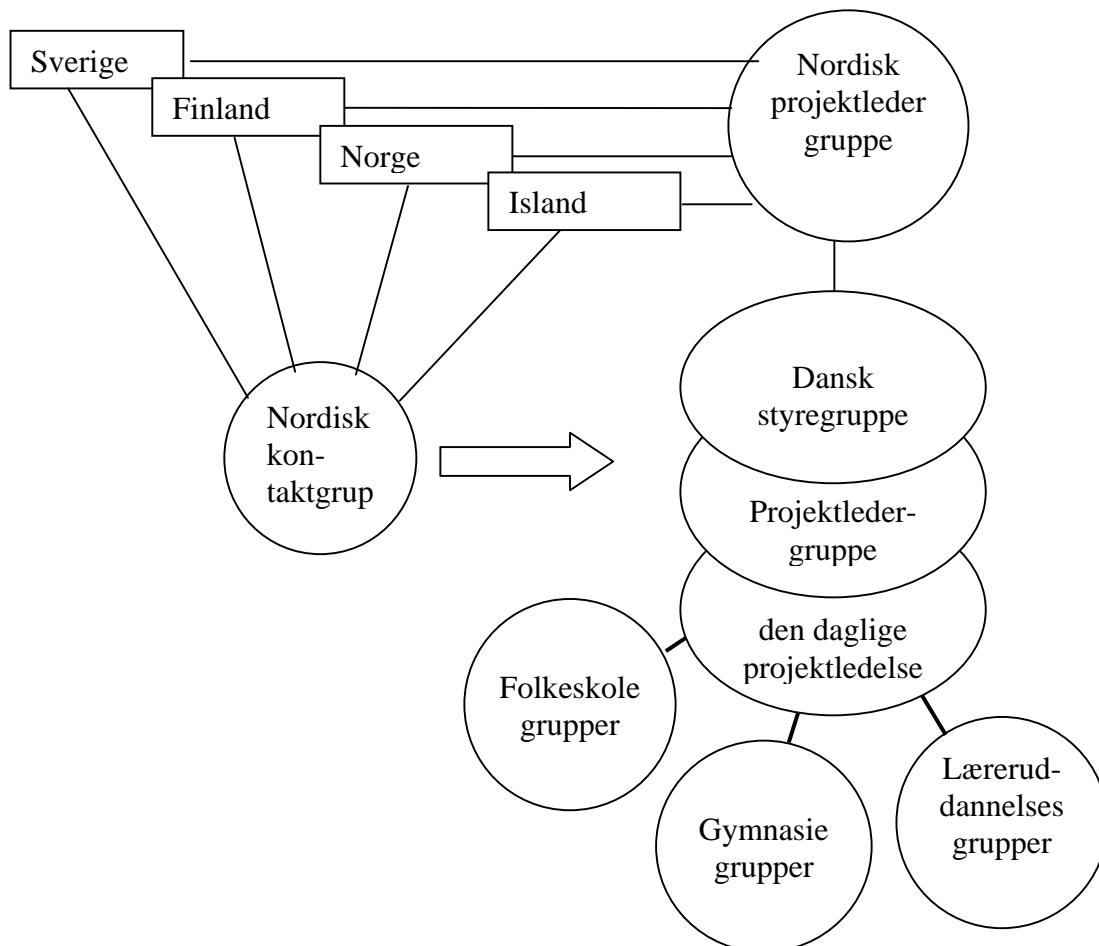 Sverige
Finland
Norge
Island
Nordisk
projektleder
gruppe
Nordisk
kon-
taktgrup
Dansk
styregruppe
Projektleder-
gruppe
den daglige
projektledelse
Folkeskole
grupper
Gymnasie
grupper
Lærerud-
dannelses
grupper